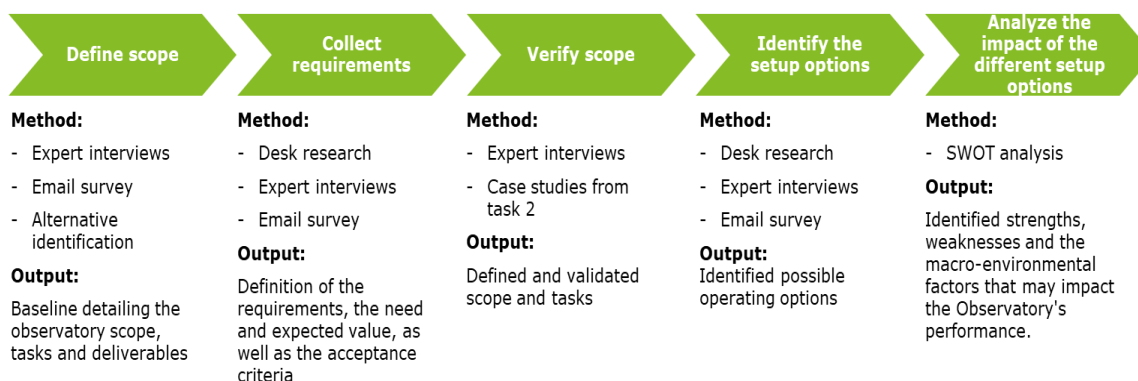 Define scope
Method:
- Expert interviews
- Email survey
- Alternative
identification
Output:
Baseline detailing the
observatory scope,
tasks and deliverables
Collect
requirements
Method:
- Desk research
- Expert interviews
- Email survey
Output:
Definition of the
requirements, the need
and expected value, as
well as the acceptance
criteria
Verify scope
Method:
- Expert interviews
- Case studies from
task 2
Output:
Defined and validated
scope and tasks
Identify the
setup options
Method:
- Desk research
- Expert interviews
- Email survey
Output:
Identified possible
operating options
Analyze the
impact of the
different setup
options
Method:
- SWOT analysis
Output:
Identified strengths,
weaknesses and the
macro-environmental
factors that may impact
the Observatory's
performance.